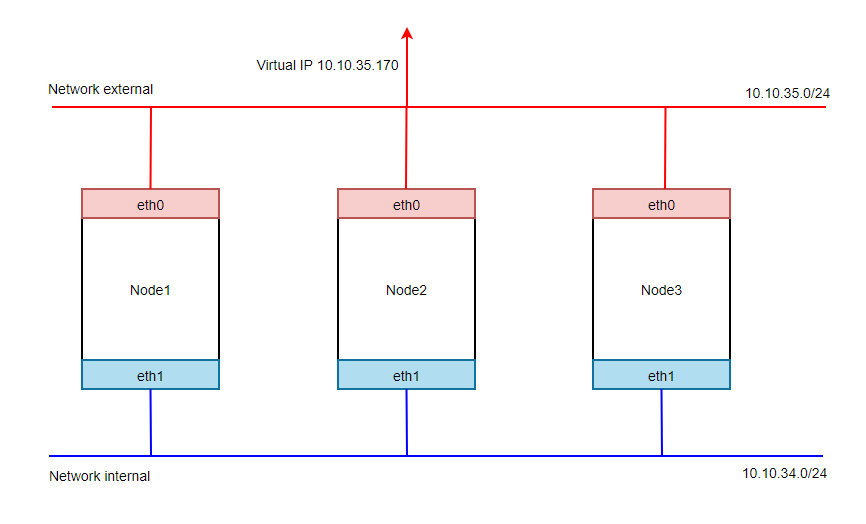 Virtual IP 10.10.35.170
Network external
10.10.35.0/24
eth0
eth0
eth0
Node1
Node2
Node3
eth1
eth1
eth1
Network internal
10.10.34.0/24